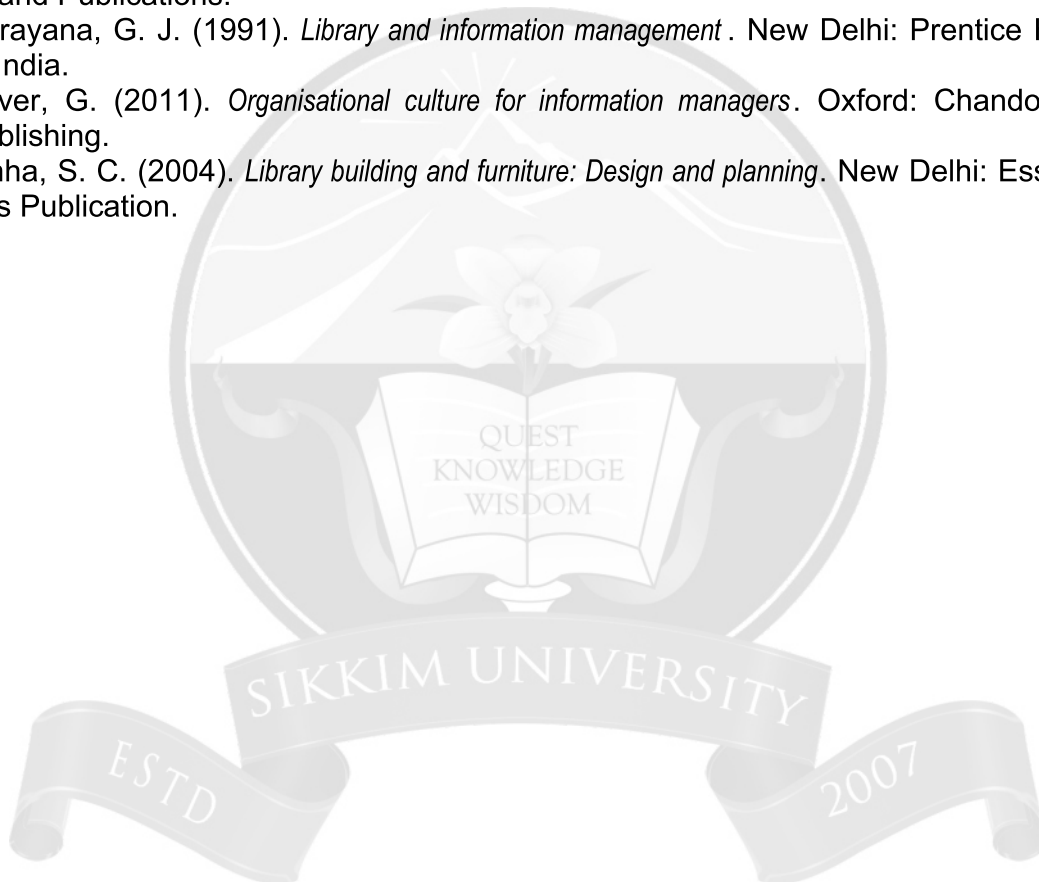 and Publications.
rayana, G. J. (1991). Library and information management . New Delhi: Prentice
ndia.
ver, G. (2011). Organisational culture for information managers. Oxford: Chando
blishing.
ha, S. C. (2004). Library building and furniture: Design and planning. New Delhi: Ess
s Publication.
QUEST
KNOWLEDGE
WISDOM
SIKKIM UNIVERSITY
ESTD
2007